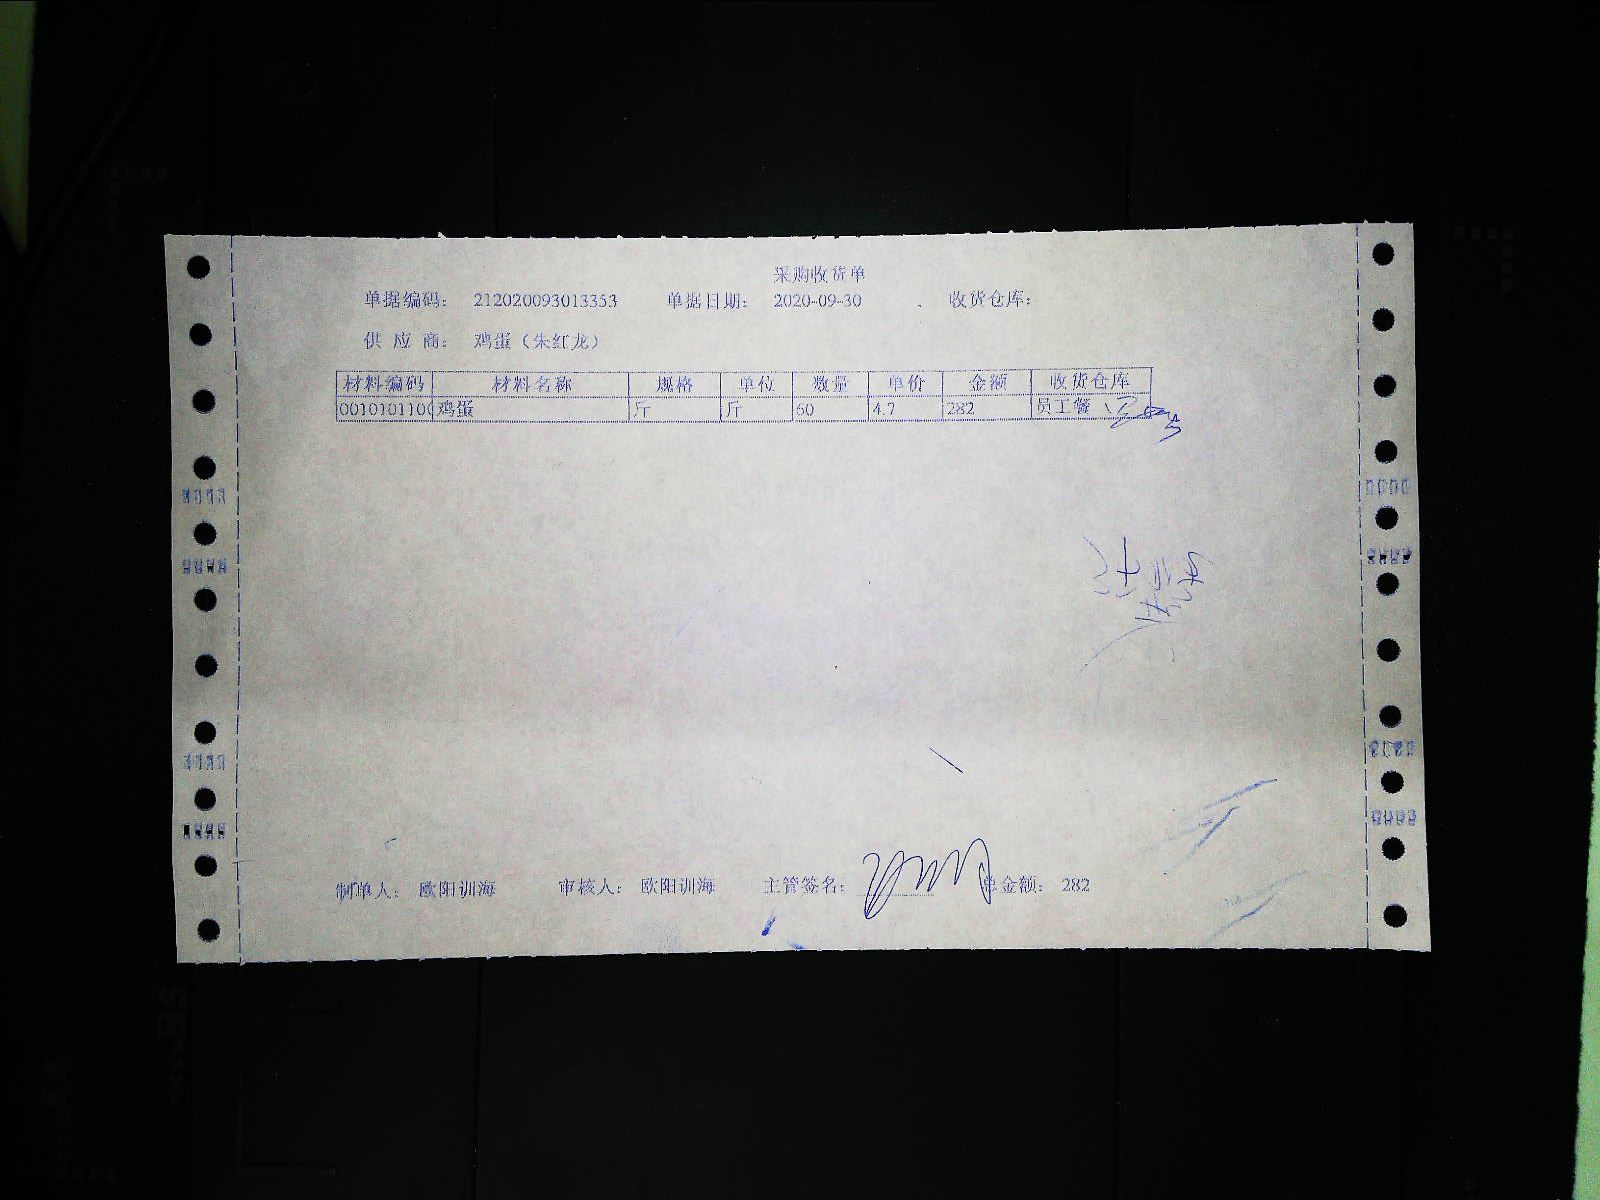 采购收货单
单据编码: 212020093013353 单据日期: 2020-09-30 收货仓库:
供 应 商: 鸡蛋（朱红龙）
材料编码 材料名称 规格 单位 数量 单价 金额 收货仓库
0010101100 鸡蛋 斤 斤 60 4.7 282 员工餐
制单人: 欧阳训海 审核人: 欧阳训海 主管签名: 总金额: 282